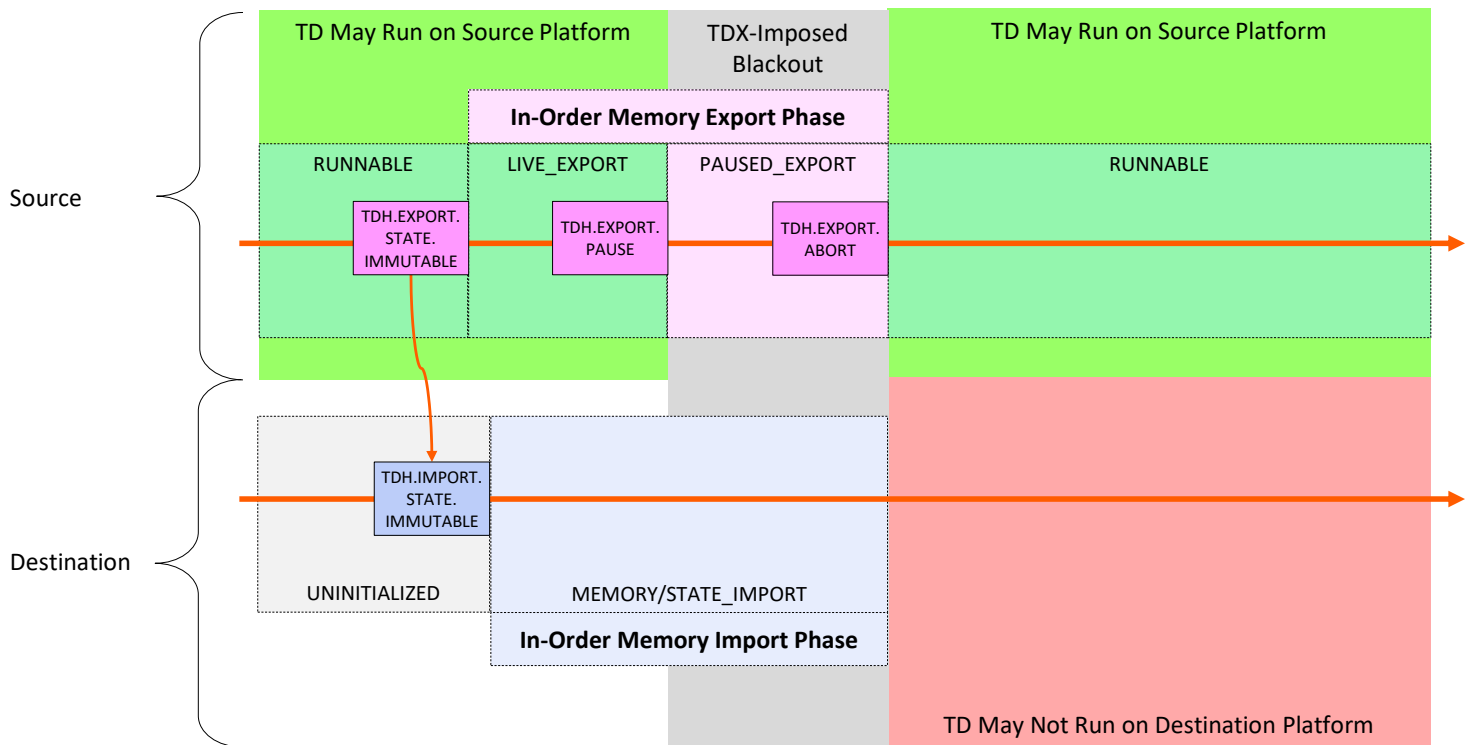 TD May Run on Source Platform
TDX-Imposed
Blackout
TD May Run on Source Platform
In-Order Memory Export Phase
RUNNABLE
LIVE_EXPORT
PAUSED_EXPORT
RUNNABLE
Source
TDH.EXPORT.
STATE.
IMMUTABLE
TDH.EXPORT.
PAUSE
TDH.EXPORT.
ABORT
TDH.IMPORT.
STATE.
IMMUTABLE
Destination
UNINITIALIZED
MEMORY/STATE_IMPORT
In-Order Memory Import Phase
TD May Not Run on Destination Platform